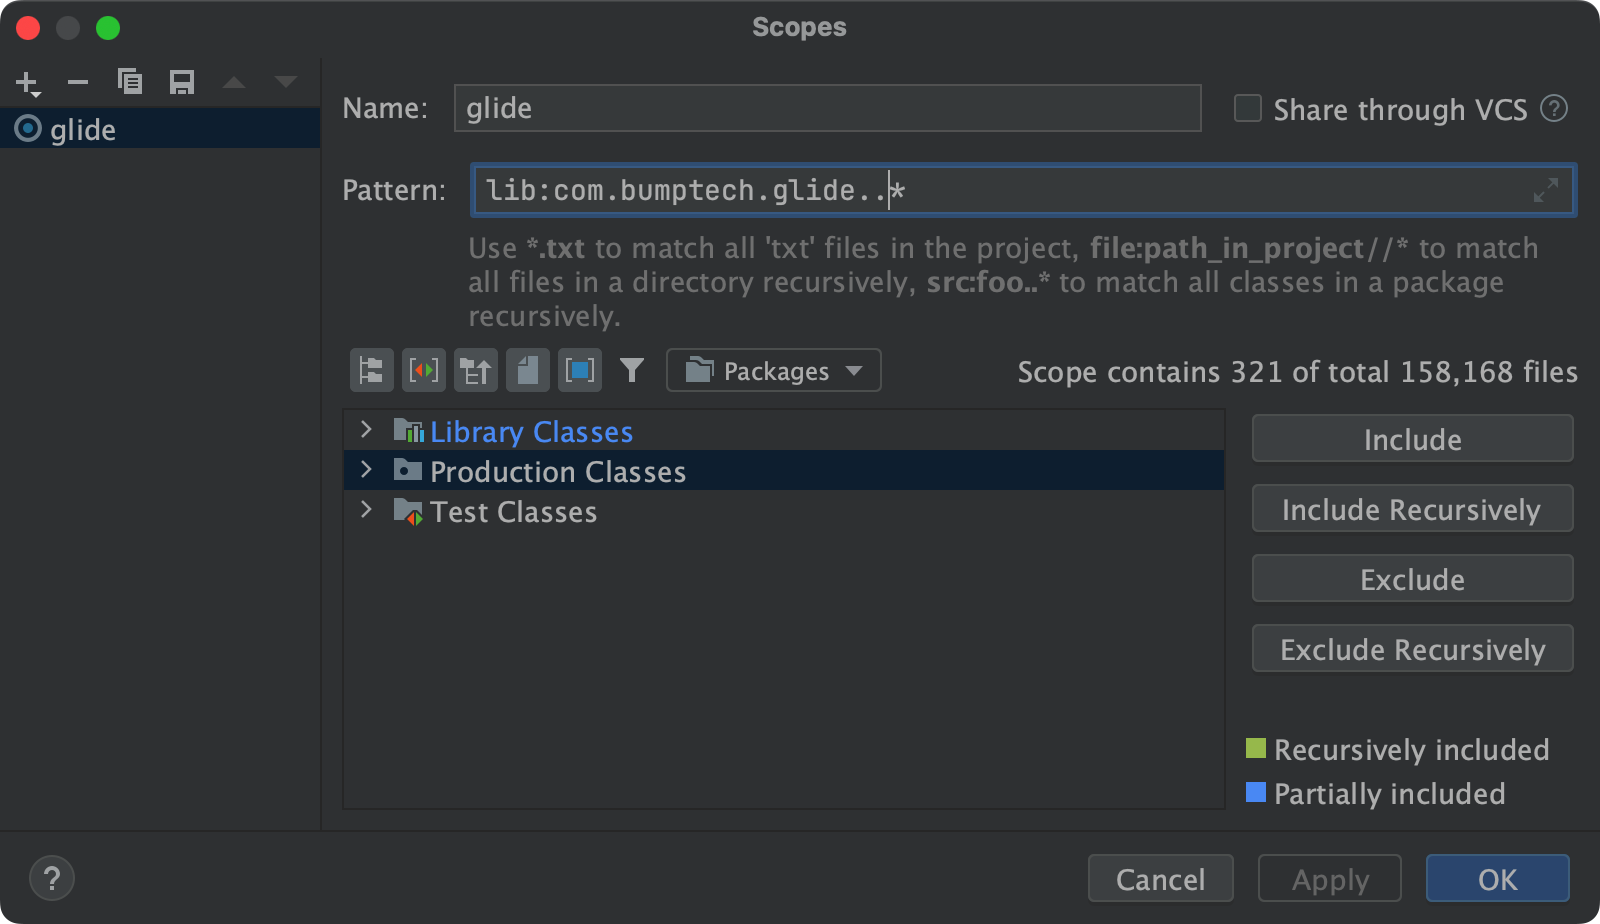 Scopes
glide
Name:
glide
Share through VCS
?
Pattern:
lib:com.bumptech.glide..*
Use *.txt to match all 'txt' files in the project, file:path_in_project//* to match
all files in a directory recursively, src:foo..* to match all classes in a package
recursively.
Packages
Scope contains 321 of total 158,168 files
Library Classes
Production Classes
Test Classes
Include
Include Recursively
Exclude
Exclude Recursively
Recursively included
Partially included
?
Cancel
Apply
OK